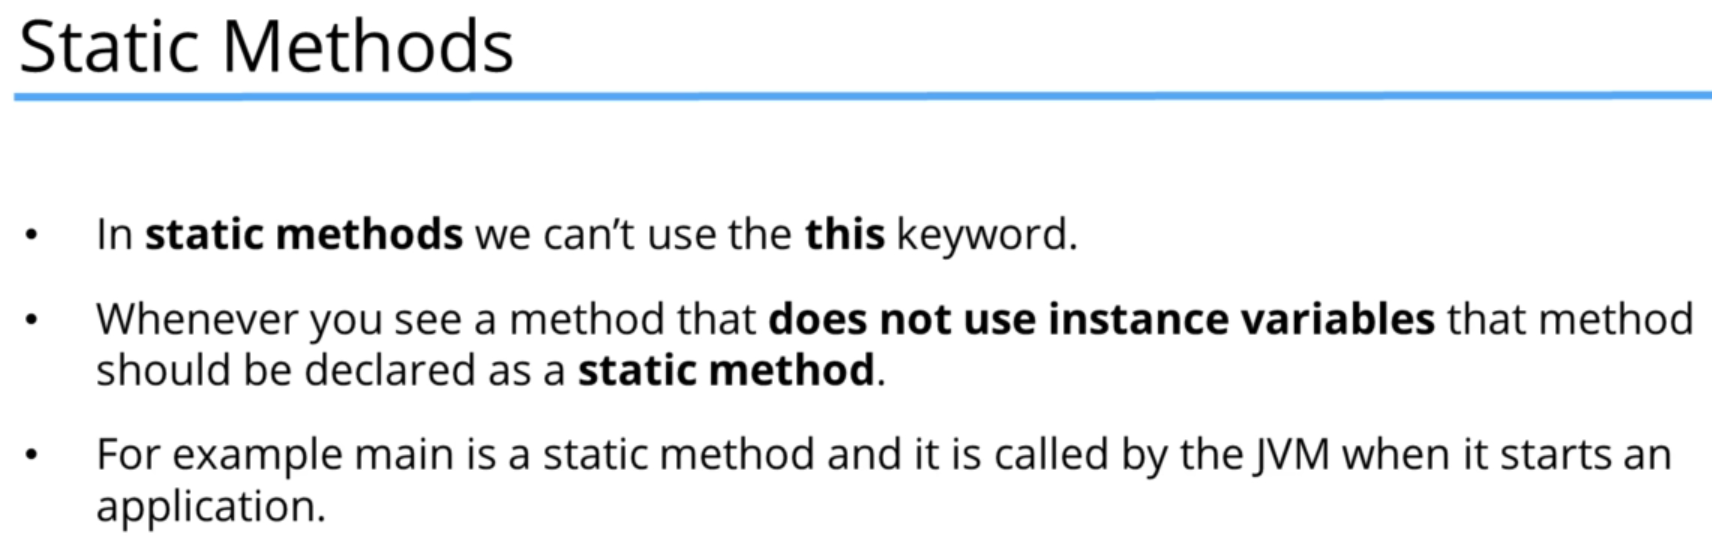 Static Methods
• In static methods we can’t use the this keyword.
• Whenever you see a method that does not use instance variables that method
should be declared as a static method.
• For example main is a static method and it is called by the JVM when it starts an
application.